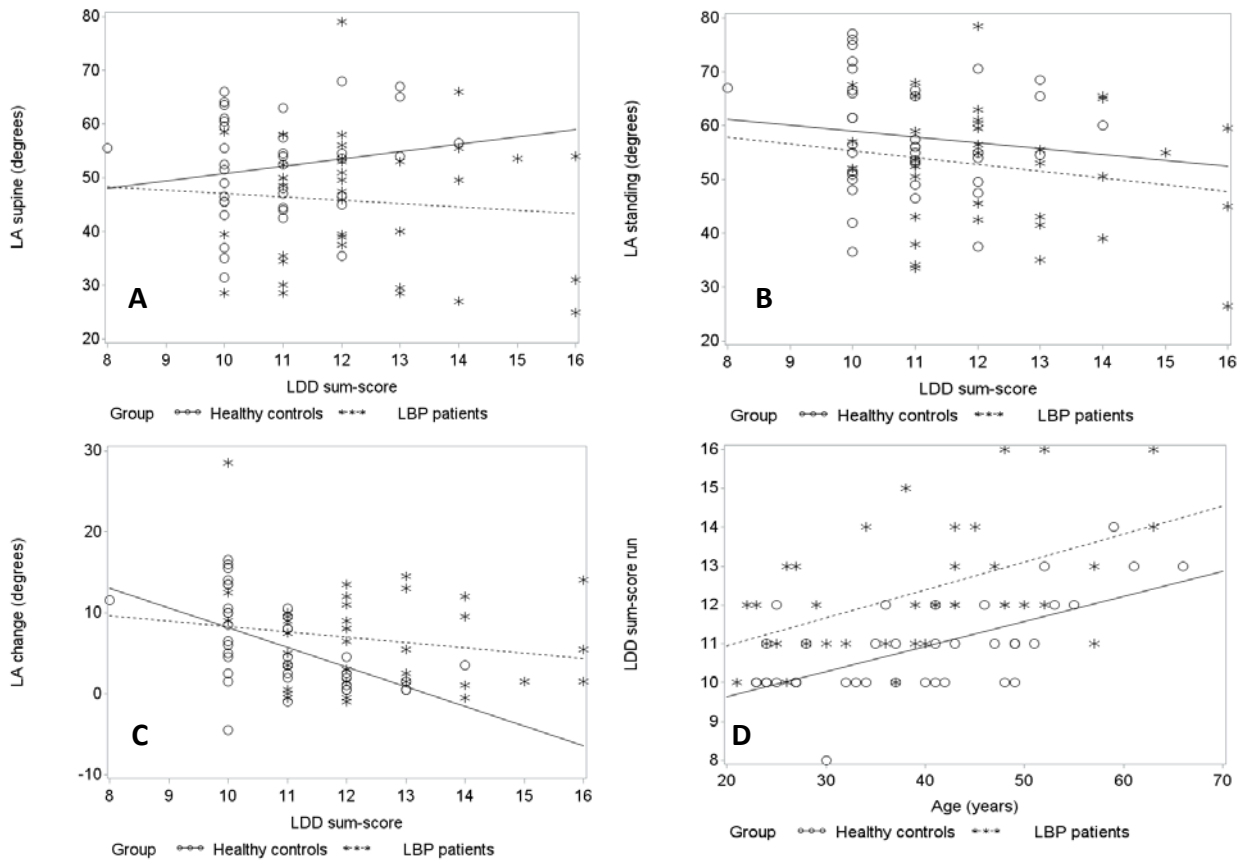 80
70
60
50
40
30
20
LA supine (degrees)
A
8 9 10 11 12 13 14 15 16
LDD sum-score
Group Healthy controls LBP patients
80
70
60
50
40
30
20
LA standing (degrees)
B
8 9 10 11 12 13 14 15 16
LDD sum-score
Group Healthy controls LBP patients
30
20
10
0
-10
LA change (degrees)
C
8 9 10 11 12 13 14 15 16
LDD sum-score
Group Healthy controls LBP patients
16
15
14
13
12
11
10
9
8
LDD sum-score run
D
20 30 40 50 60 70
Age (years)
Group Healthy controls LBP patients